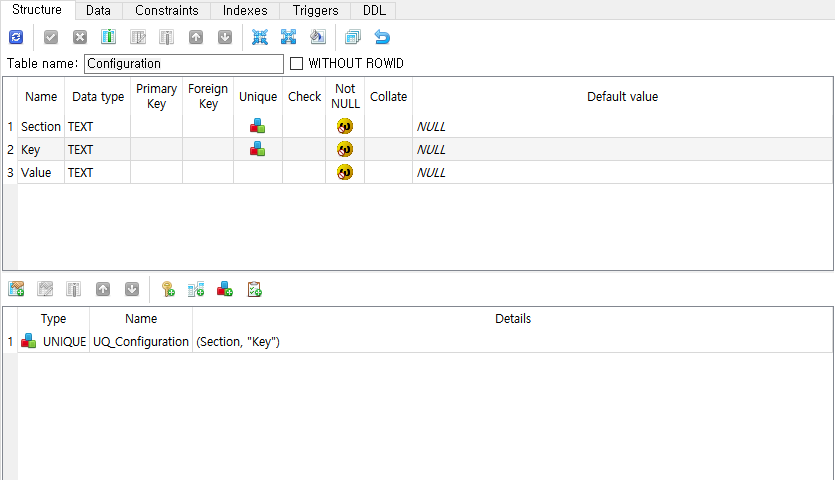 Structure Data Constraints Indexes Triggers DDL
Table name: Configuration WITHOUT ROWID
Name Data type Primary Key Foreign Key Unique Check Not NULL Collate Default value
1 Section TEXT NULL
2 Key TEXT NULL
3 Value TEXT NULL
Type Name Details
1 UNIQUE UQ_Configuration (Section, "Key")